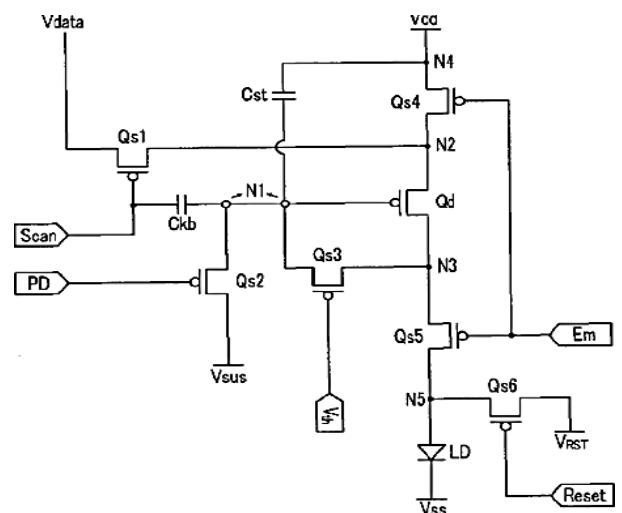 Vdata
Vdd
N4
Cst
Qs4
Qs1
N2
N1
Qd
Ckb
Scan
Qs3
N3
PD
Qs2
Qs5
Em
Vsus
Vth
N5
Qs6
LD
VRST
Vss
Reset